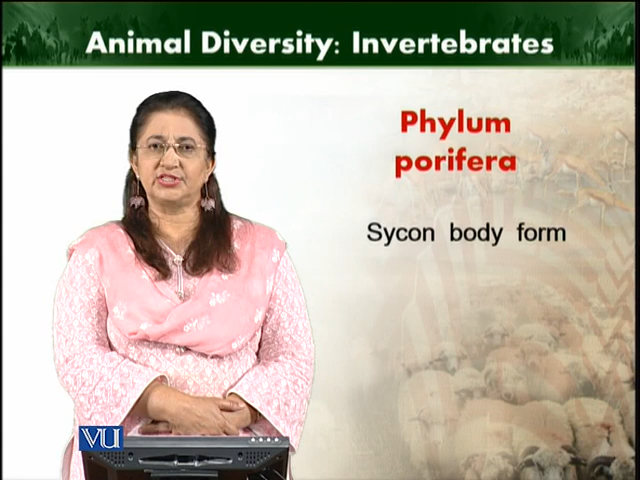 Animal Diversity: Invertebrates
Phylum
porifera
Sycon body form
VU